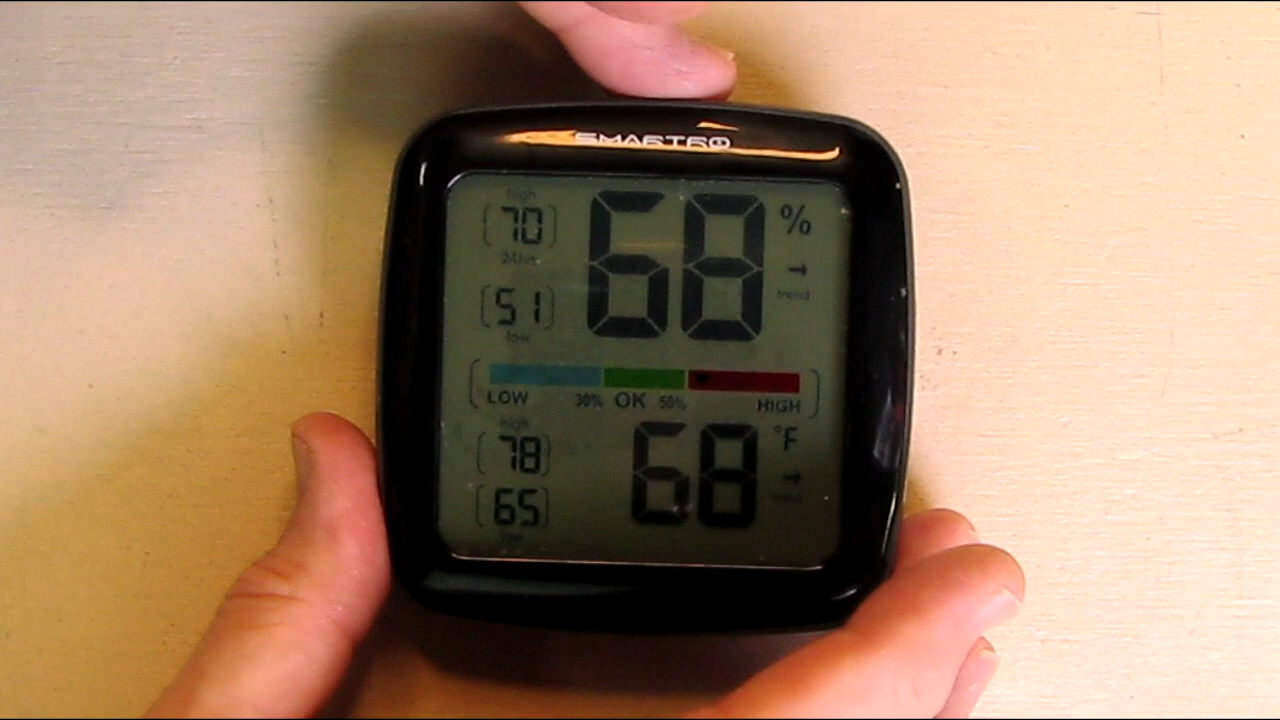 SMARTRO
high
70
68
%
24hrs
trend
51
low
LOW
30%
OK
50%
HIGH
high
78
68
°F
65